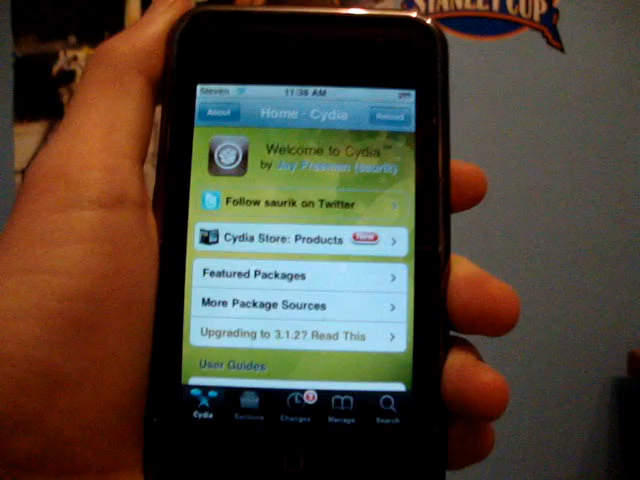 STANLEY CUP
Steven 11:38 AM
About Home - Cydia Reload
Welcome to Cydia™
by Jay Freeman (saurik)
Follow saurik on Twitter
Cydia Store: Products New
Featured Packages
More Package Sources
Upgrading to 3.1.2? Read This
User Guides
Cydia Sections Changes Manage Search